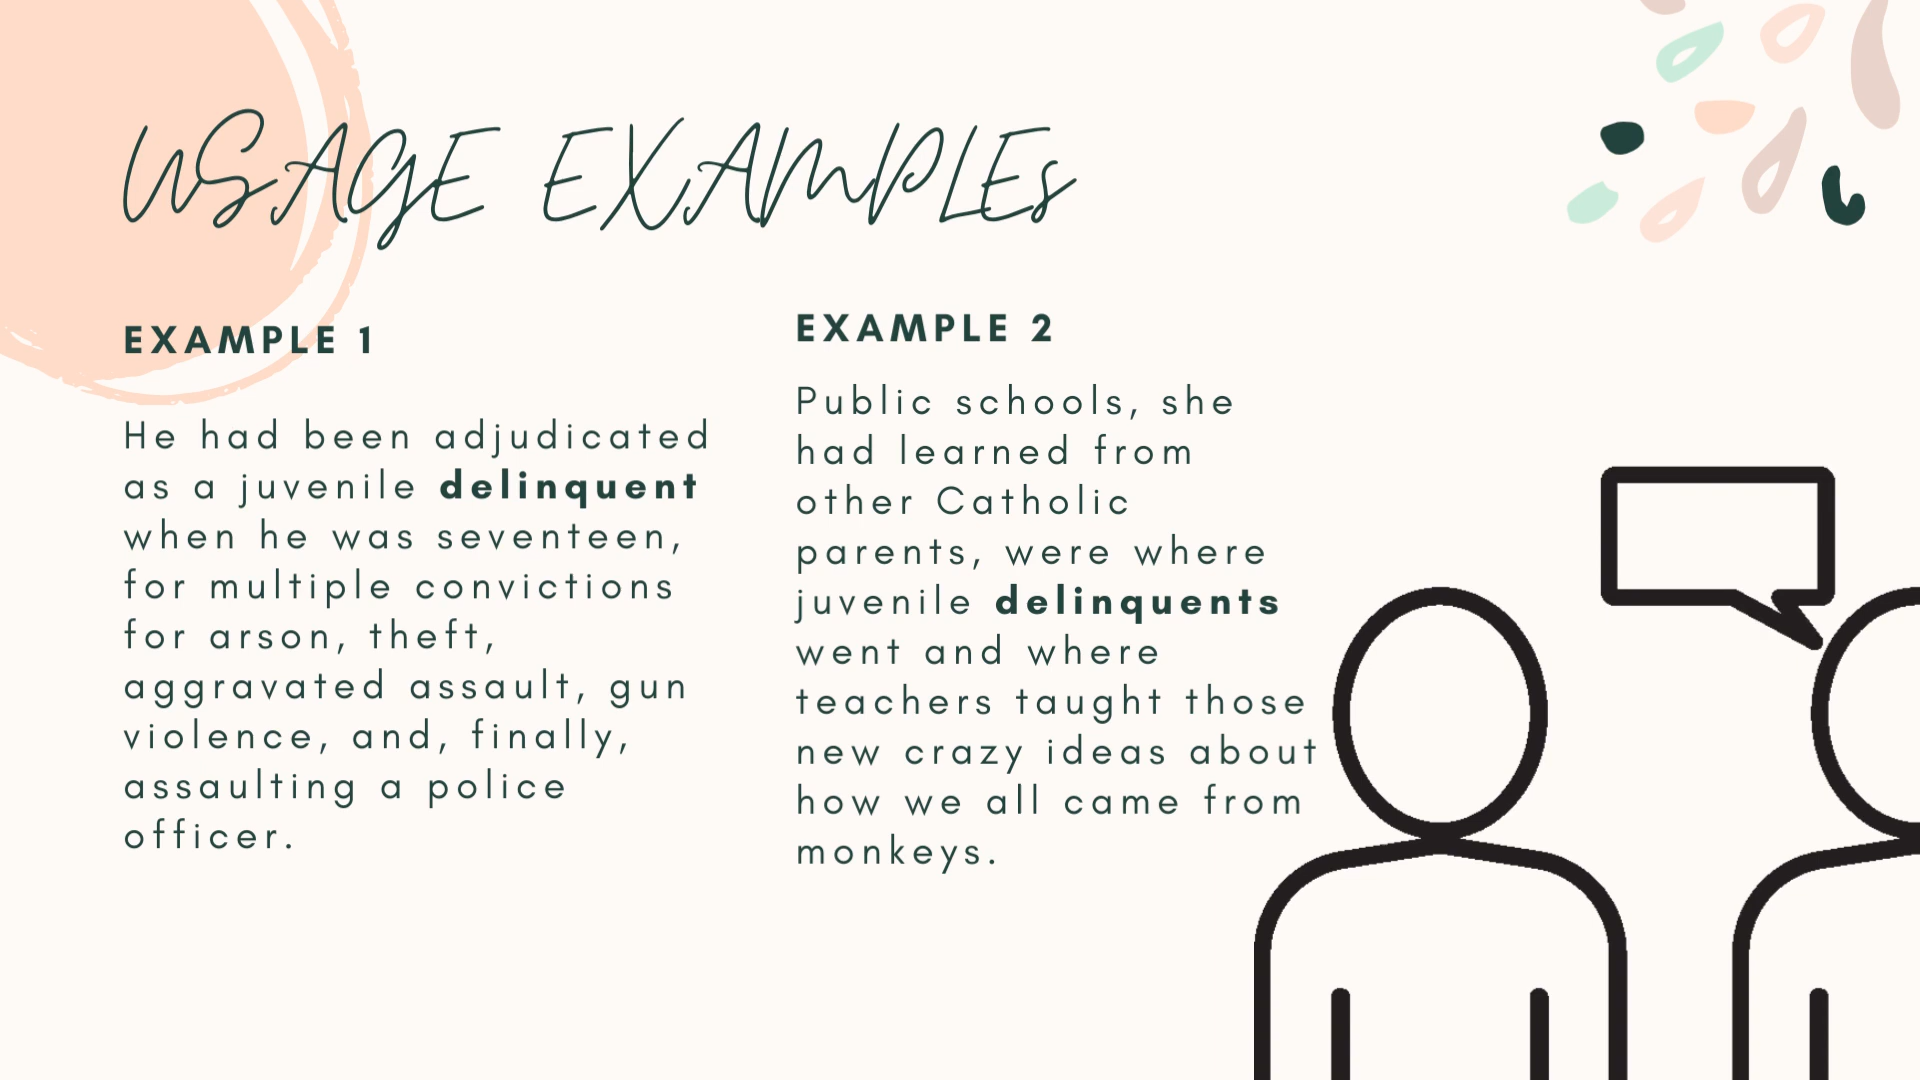 USAGE EXAMPLEs
EXAMPLE 1
He had been adjudicated
as a juvenile delinquent
when he was seventeen,
for multiple convictions
for arson, theft,
aggravated assault, gun
violence, and, finally,
assaulting a police
officer.
EXAMPLE 2
Public schools, she
had learned from
other Catholic
parents, were where
juvenile delinquents
went and where
teachers taught those
new crazy ideas about
how we all came from
monkeys.